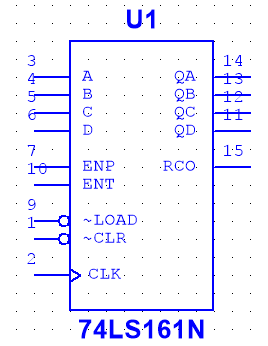 U1
3 14
4 A QA 13
5 B QB 12
6 C QC 11
D QD
7 15
10 ENP RCO
ENT
9
1 ~LOAD
~CLR
2
CLK
74LS161N